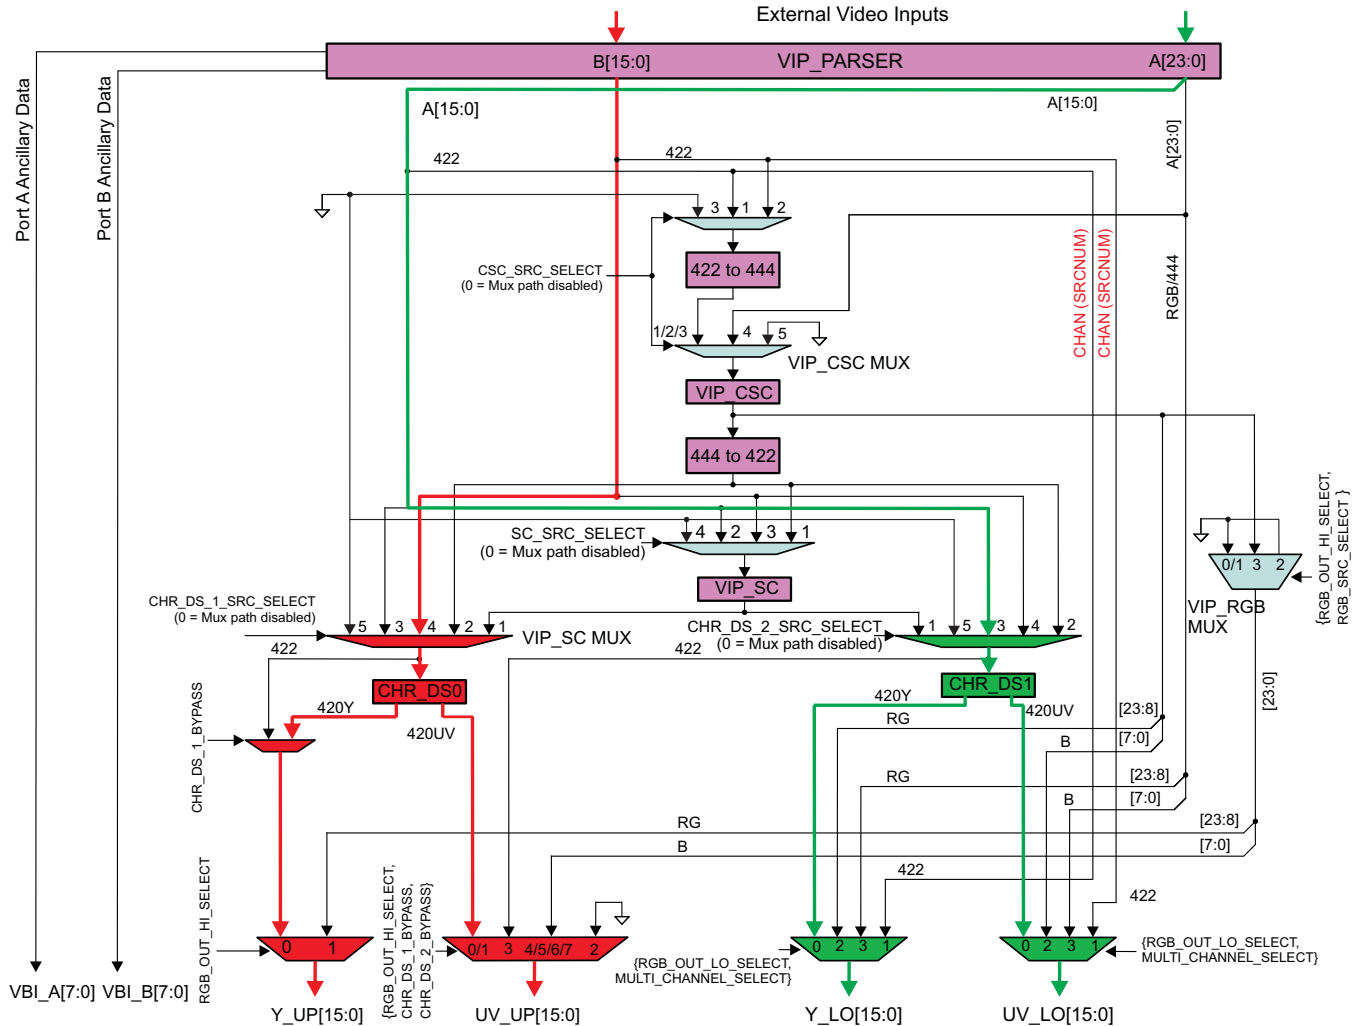 External Video Inputs
B[15:0]
VIP_PARSER
A[23:0]
A[15:0]
A[15:0]
Port A Ancillary Data
Port B Ancillary Data
A[23:0]
422
422
3 1 2
CHAN (SRCNUM)
CHAN (SRCNUM)
RGB/444
422 to 444
CSC_SRC_SELECT
(0 = Mux path disabled)
1/2/3 4 5
VIP_CSC MUX
VIP_CSC
444 to 422
SC_SRC_SELECT
(0 = Mux path disabled)
4 2 3 1
VIP_SC
{RGB_OUT_HI_SELECT,
RGB_SRC_SELECT }
0/1 3 2
VIP_RGB
MUX
CHR_DS_1_SRC_SELECT
(0 = Mux path disabled)
5 3 4 2 1
VIP_SC MUX
CHR_DS_2_SRC_SELECT
(0 = Mux path disabled)
1 5 3 4 2
422
422
CHR_DS0
CHR_DS1
[23:0]
CHR_DS_1_BYPASS
420Y
420UV
420Y
420UV
RG
[23:8]
B
[7:0]
RG
[23:8]
B
[7:0]
RG
[23:8]
B
[7:0]
422
422
RGB_OUT_HI_SELECT
0 1
{RGB_OUT_HI_SELECT,
CHR_DS_1_BYPASS,
CHR_DS_2_BYPASS}
0/1 3 4/5/6/7 2
{RGB_OUT_LO_SELECT,
MULTI_CHANNEL_SELECT}
0 2 3 1
0 2 3 1
{RGB_OUT_LO_SELECT,
MULTI_CHANNEL_SELECT}
VBI_A[7:0]
VBI_B[7:0]
Y_UP[15:0]
UV_UP[15:0]
Y_LO[15:0]
UV_LO[15:0]